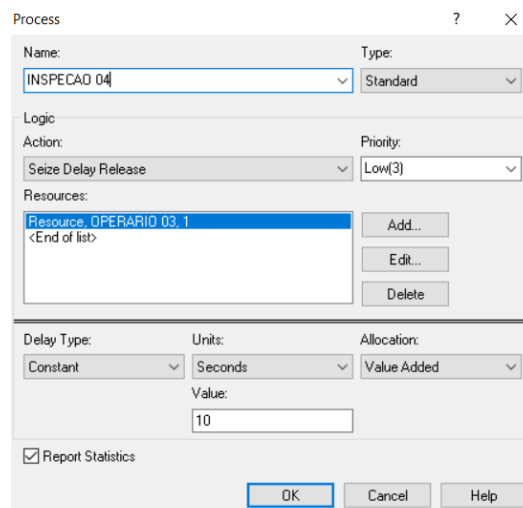 Process ? ×
Name: Type:
INSPECAO 04 Standard
Logic
Action: Priority:
Seize Delay Release Low(3)
Resources:
Resource, OPERARIO 03, 1
<End of list>
Add...
Edit...
Delete
Delay Type: Units: Allocation:
Constant Seconds Value Added
Value:
10
Report Statistics
OK Cancel Help